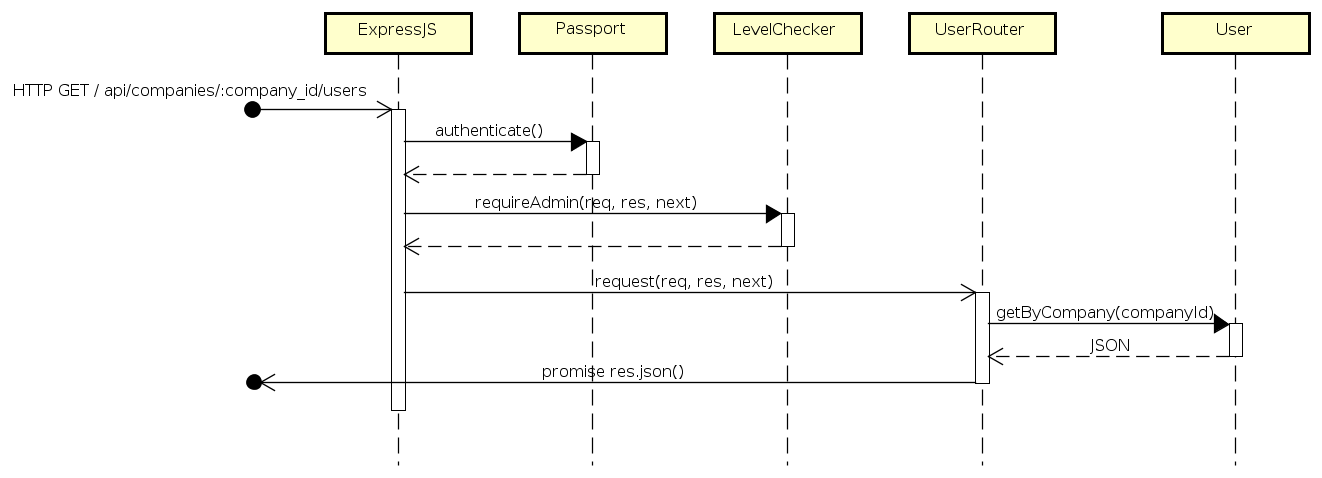 ExpressJS
Passport
LevelChecker
UserRouter
User
HTTP GET / api/companies/:company_id/users
authenticate()
requireAdmin(req, res, next)
request(req, res, next)
getByCompany(companyId)
JSON
promise res.json()